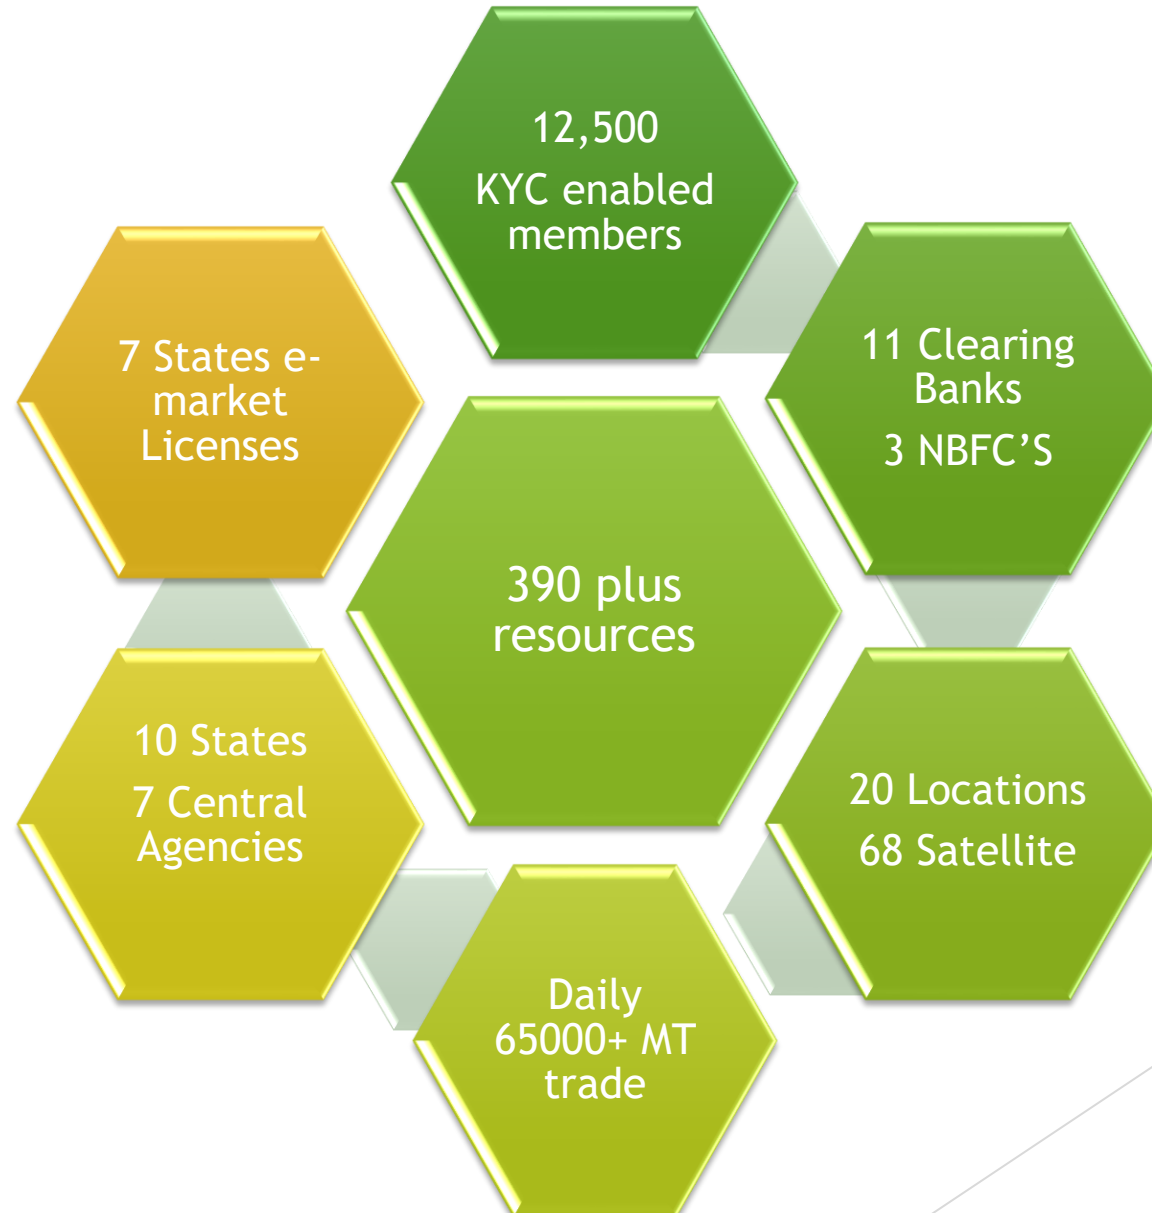 12,500
KYC enabled
members
11 Clearing
Banks
3 NBFC’S
20 Locations
68 Satellite
Daily
65000+ MT
trade
10 States
7 Central
Agencies
7 States e-
market
Licenses
390 plus
resources